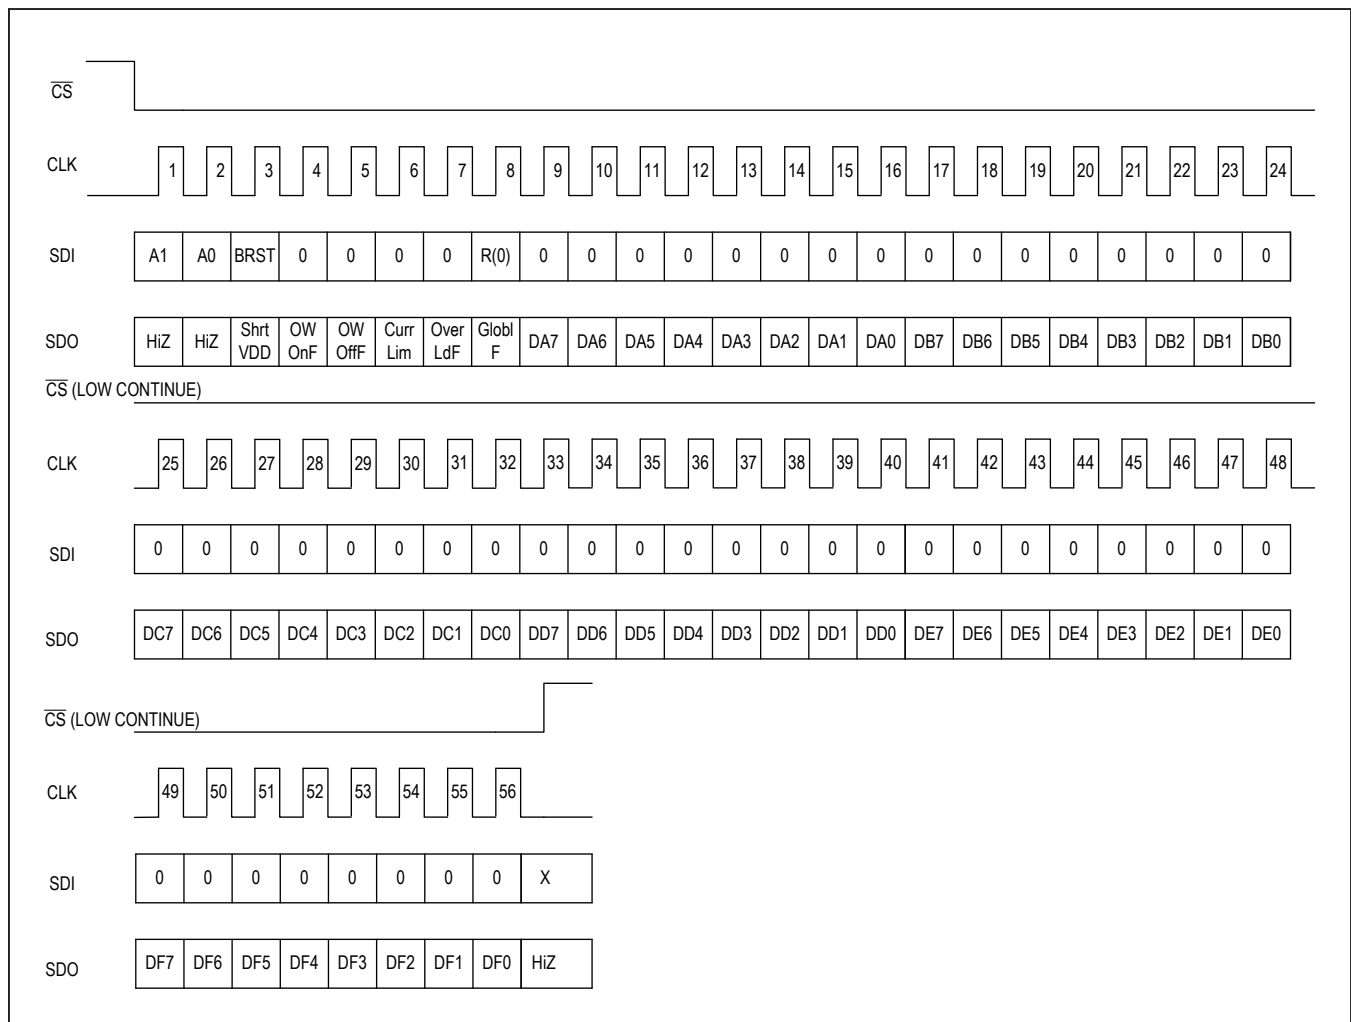 CS
CLK 1 2 3 4 5 6 7 8 9 10 11 12 13 14 15 16 17 18 19 20 21 22 23 24
SDI A1 A0 BRST 0 0 0 0 R(0) 0 0 0 0 0 0 0 0 0 0 0 0 0 0 0 0
SDO HiZ HiZ Shrt VDD OW OnF OW OffF Curr Lim Over LdF Globl F DA7 DA6 DA5 DA4 DA3 DA2 DA1 DA0 DB7 DB6 DB5 DB4 DB3 DB2 DB1 DB0
CS (LOW CONTINUE)
CLK 25 26 27 28 29 30 31 32 33 34 35 36 37 38 39 40 41 42 43 44 45 46 47 48
SDI 0 0 0 0 0 0 0 0 0 0 0 0 0 0 0 0 0 0 0 0 0 0 0 0
SDO DC7 DC6 DC5 DC4 DC3 DC2 DC1 DC0 DD7 DD6 DD5 DD4 DD3 DD2 DD1 DD0 DE7 DE6 DE5 DE4 DE3 DE2 DE1 DE0
CS (LOW CONTINUE)
CLK 49 50 51 52 53 54 55 56
SDI 0 0 0 0 0 0 0 0 X
SDO DF7 DF6 DF5 DF4 DF3 DF2 DF1 DF0 HiZ